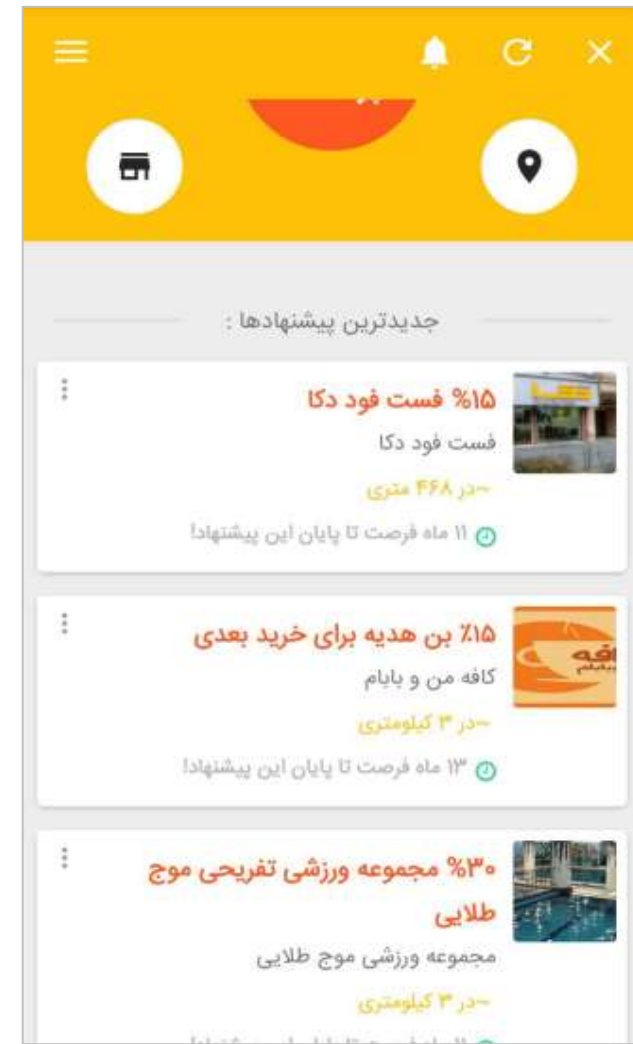 جدیدترین پیشنهادها :
۱۵% فست فود دکا
فست فود دکا
~در ۴۶۸ متری
۱۱ ماه فرصت تا پایان این پیشنهاد!
۱۵٪ بن هدیه برای خرید بعدی
کافه من و بابام
~در ۳ کیلومتری
۱۳ ماه فرصت تا پایان این پیشنهاد!
۳۰% مجموعه ورزشی تفریحی موج
طلایی
مجموعه ورزشی موج طلایی
~در ۳ کیلومتری